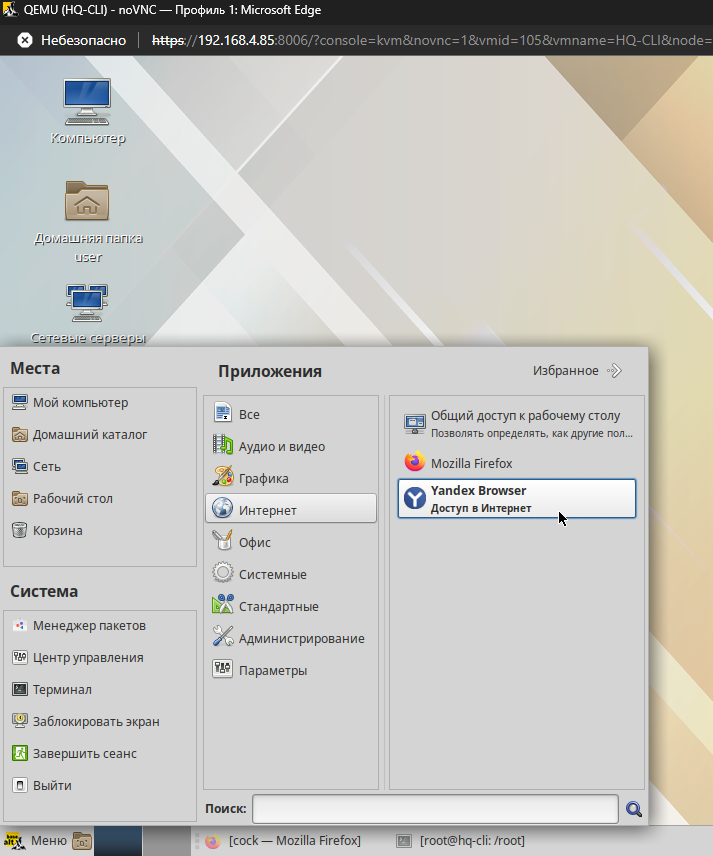 QEMU (HQ-CLI) - noVNC — Профиль 1: Microsoft Edge
Небезопасно https://192.168.4.85:8006/?console=kvm&novnc=1&vmid=105&vmname=HQ-CLI&node=
Компьютер
Домашняя папка
user
Сетевые серверы
Места
Мой компьютер
Домашний каталог
Сеть
Рабочий стол
Корзина
Система
Менеджер пакетов
Центр управления
Терминал
Заблокировать экран
Завершить сеанс
Выйти
Приложения
Избранное
Все
Аудио и видео
Графика
Интернет
Офис
Системные
Стандартные
Администрирование
Параметры
Общий доступ к рабочему столу
Позволять определять, как другие пол...
Mozilla Firefox
Yandex Browser
Доступ в Интернет
Поиск:
Меню
[cock — Mozilla Firefox]
[root@hq-cli: /root]